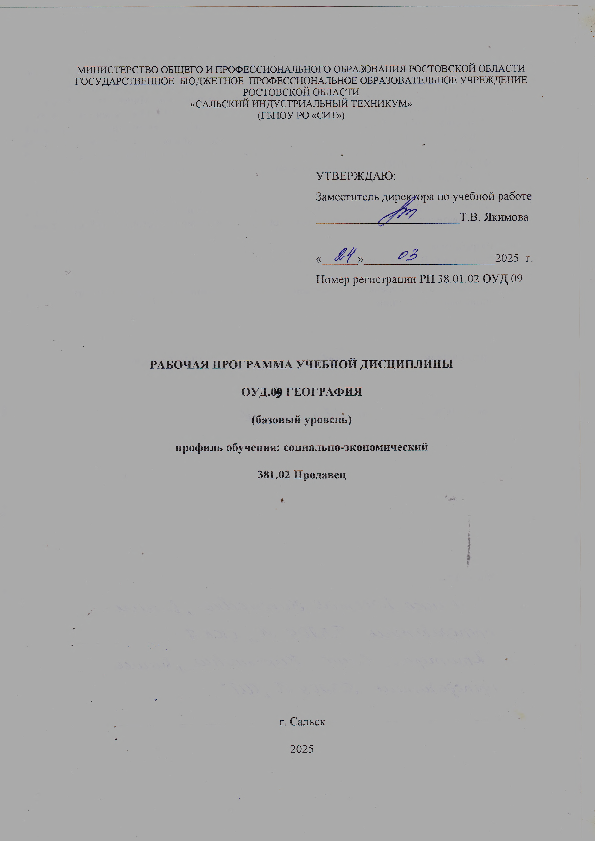 МИНИСТЕРСТВО ОБЩЕГО И ПРОФЕССИОНАЛЬНОГО ОБРАЗОВАНИЯ РОСТОВСКОЙ ОБЛАСТИ
ГОСУДАРСТВЕННОЕ БЮДЖЕТНОЕ ПРОФЕССИОНАЛЬНОЕ ОБРАЗОВАТЕЛЬНОЕ УЧРЕЖДЕНИЕ
РОСТОВСКОЙ ОБЛАСТИ
«САЛЬСКИЙ ИНДУСТРИАЛЬНЫЙ ТЕХНИКУМ»
(ГБПОУ РО «СИТ»)
УТВЕРЖДАЮ:
Заместитель директора по учебной работе
Т.В. Якимова
« 24 » 03 2025 г.
Номер регистрации РП 38.01.02 ОУД 09
РАБОЧАЯ ПРОГРАММА УЧЕБНОЙ ДИСЦИПЛИНЫ
ОУД.09 ГЕОГРАФИЯ
(базовый уровень)
профиль обучения: социально-экономический
381.02 Продавец
г. Сальск
2025